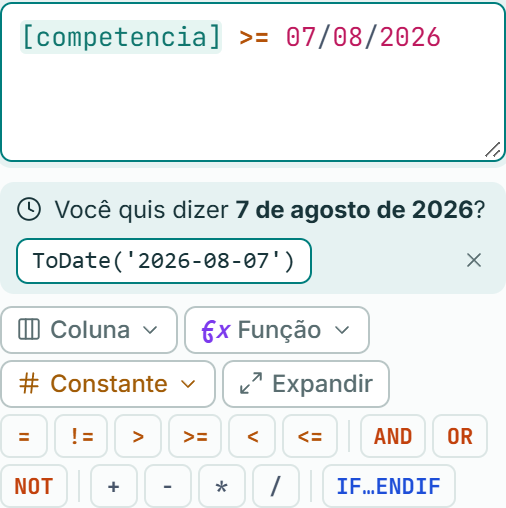 [competencia] >= 07/08/2026
Você quis dizer 7 de agosto de 2026?
ToDate('2026-08-07') ×
Coluna fx Função
# Constante Expandir
= != > >= < <= AND OR
NOT + - * / IF…ENDIF